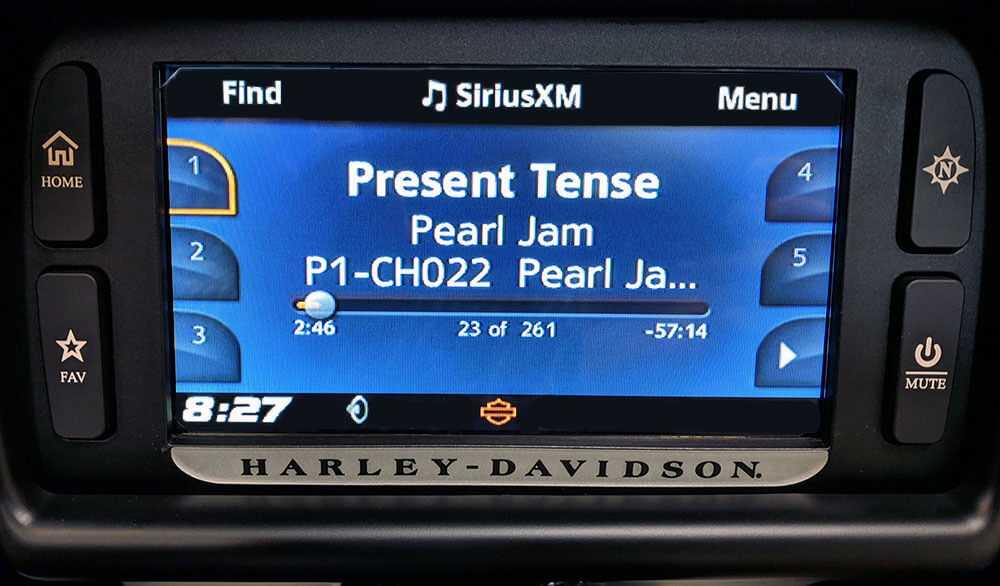 Find SiriusXM Menu
HOME
N
1
4
Present Tense
Pearl Jam
2
5
P1-CH022 Pearl Ja...
2:46 23 of 261 -57:14
3
FAV
MUTE
8:27
HARLEY-DAVIDSON.